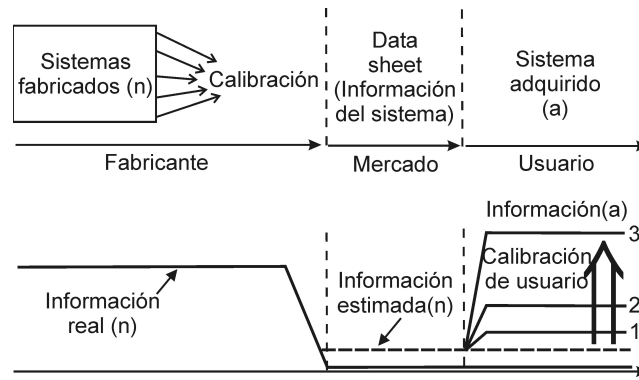 Sistemas
fabricados (n)
Calibración
Data
sheet
(Información
del sistema)
Sistema
adquirido
(a)
Fabricante
Mercado
Usuario
Información(a)
3
Calibración
de usuario
Información
real (n)
Información
estimada(n)
2
1